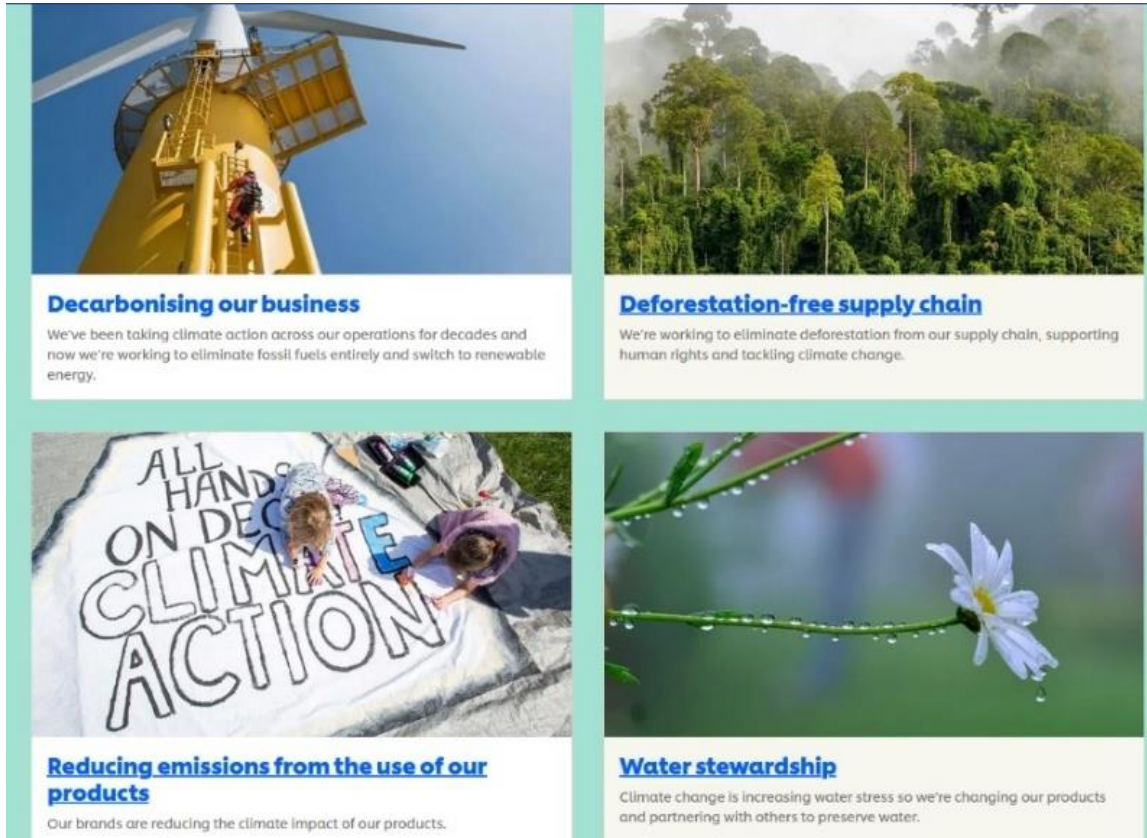 Decarbonising our business
We've been taking climate action across our operations for decades and
now we're working to eliminate fossil fuels entirely and switch to renewable
energy.
Deforestation-free supply chain
We're working to eliminate deforestation from our supply chain, supporting
human rights and tackling climate change.
ALL
HANDS
ON DEC
CLIMATE
ACTION
Reducing emissions from the use of our
products
Our brands are reducing the climate impact of our products.
Water stewardship
Climate change is increasing water stress so we're changing our products
and partnering with others to preserve water.